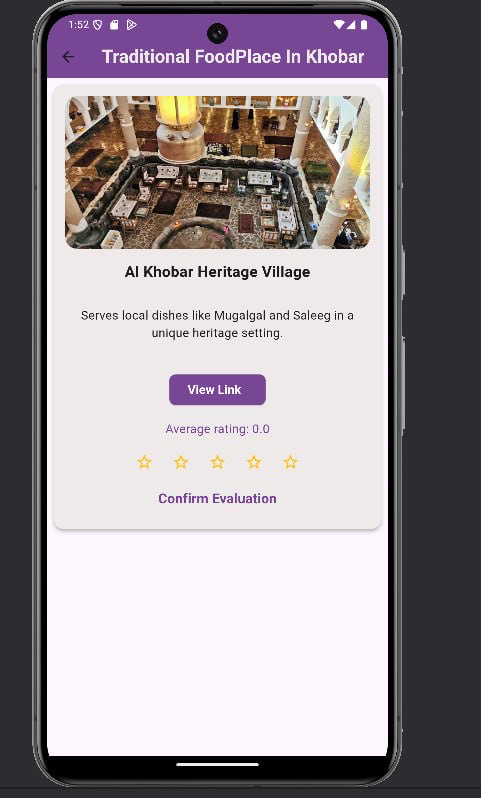 1:52
Traditional FoodPlace In Khobar
Al Khobar Heritage Village
Serves local dishes like Mugalgal and Saleeg in a
unique heritage setting.
View Link
Average rating: 0.0
Confirm Evaluation